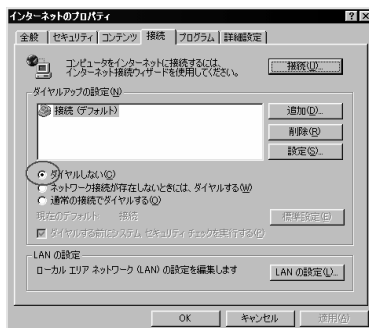 インターネットのプロパティ
全般 セキュリティ コンテンツ 接続 プログラム 詳細設定
コンピュータをインターネットに接続するには、
インターネット接続ウィザードを使用してください。
接続(U)...
ダイヤルアップの設定(N)
接続 (デフォルト)
追加(D)...
削除(R)
設定(S)...
ダイヤルしない(C)
ネットワーク接続が存在しないときには、ダイヤルする(W)
通常の接続でダイヤルする(O)
現在のデフォルト 接続
標準設定(E)
ダイヤルする前にシステム セキュリティ チェックを実行する(P)
LAN の設定
ローカル エリア ネットワーク (LAN) の設定を編集します
LAN の設定(L)...
OK キャンセル 適用(A)